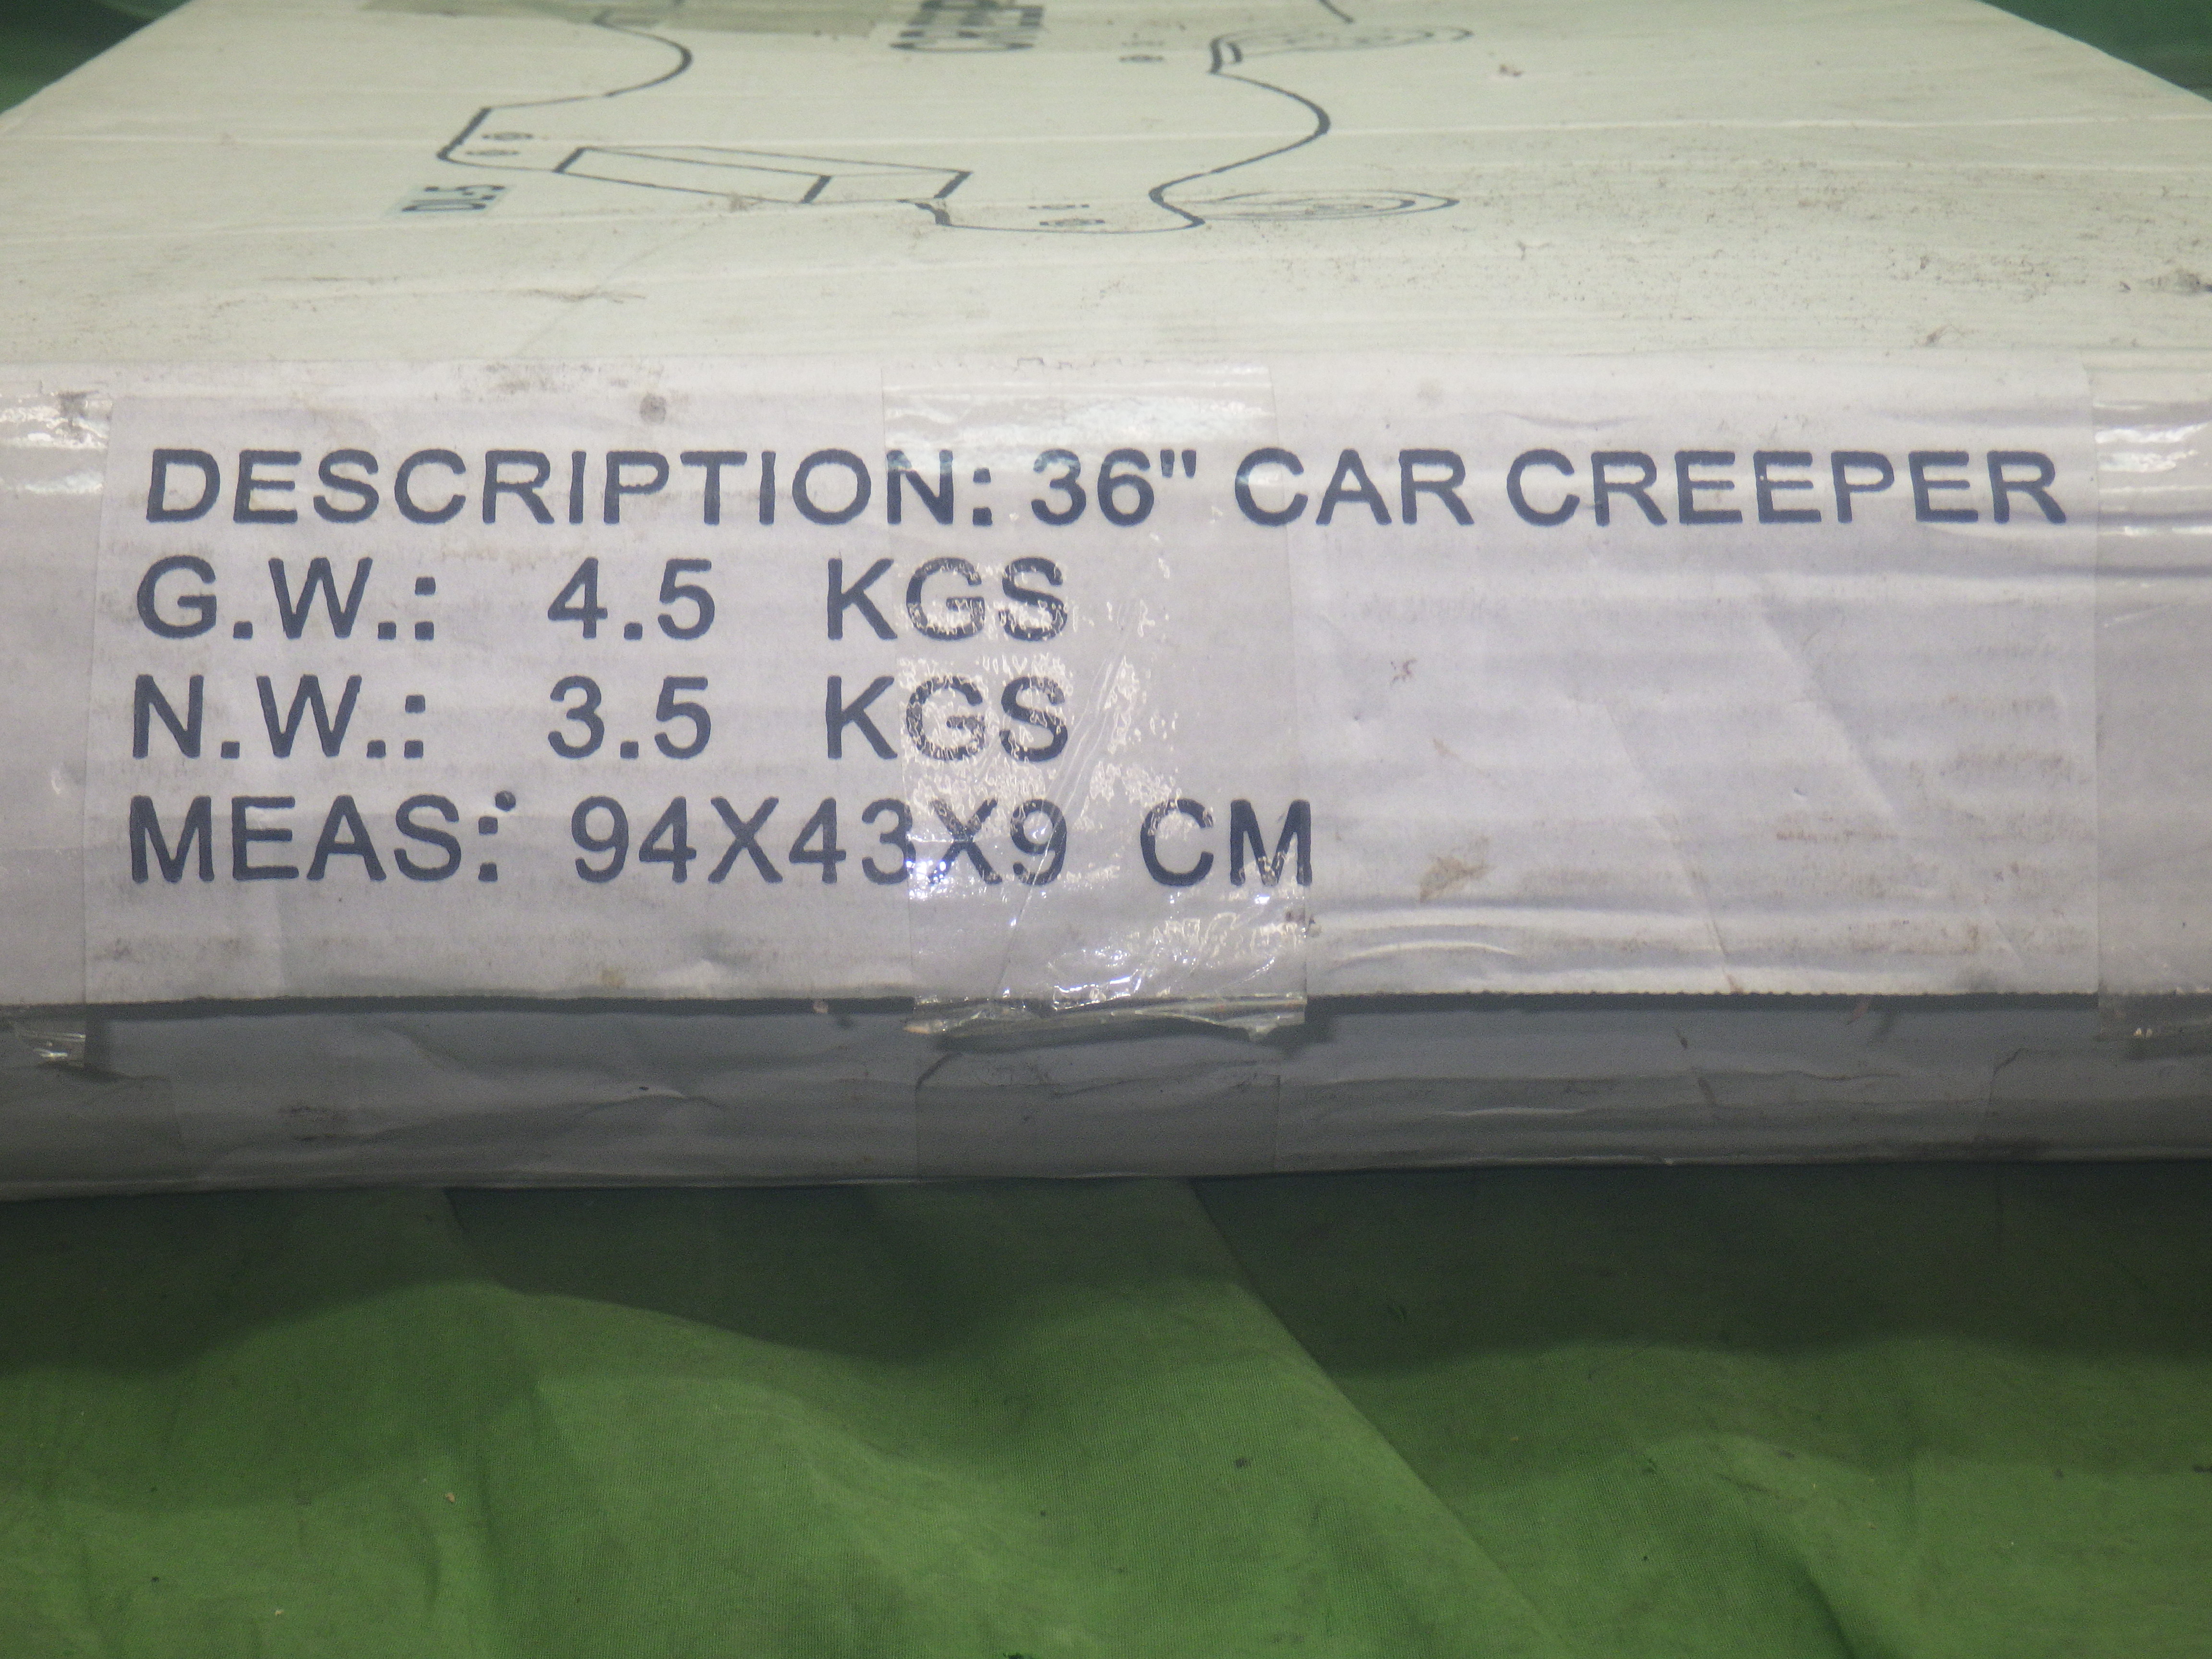 DESCRIPTION: 36" CAR CREEPER
G.W.: 4.5 KGS
N.W.: 3.5 KGS
MEAS: 94X43X9 CM